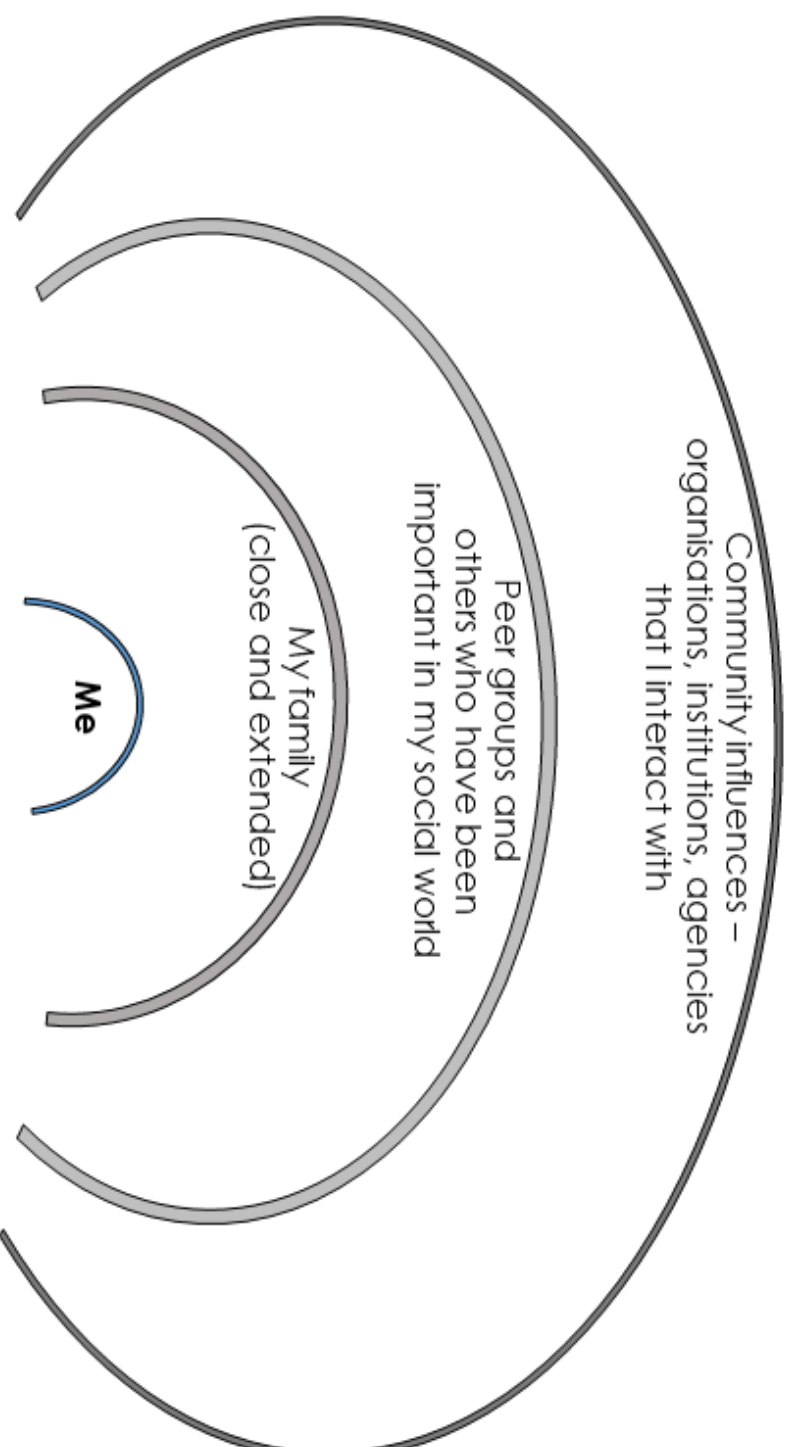 Community influences –
organisations, institutions, agencies
that I interact with
Peer groups and
others who have been
important in my social world
My family
(close and extended)
Me